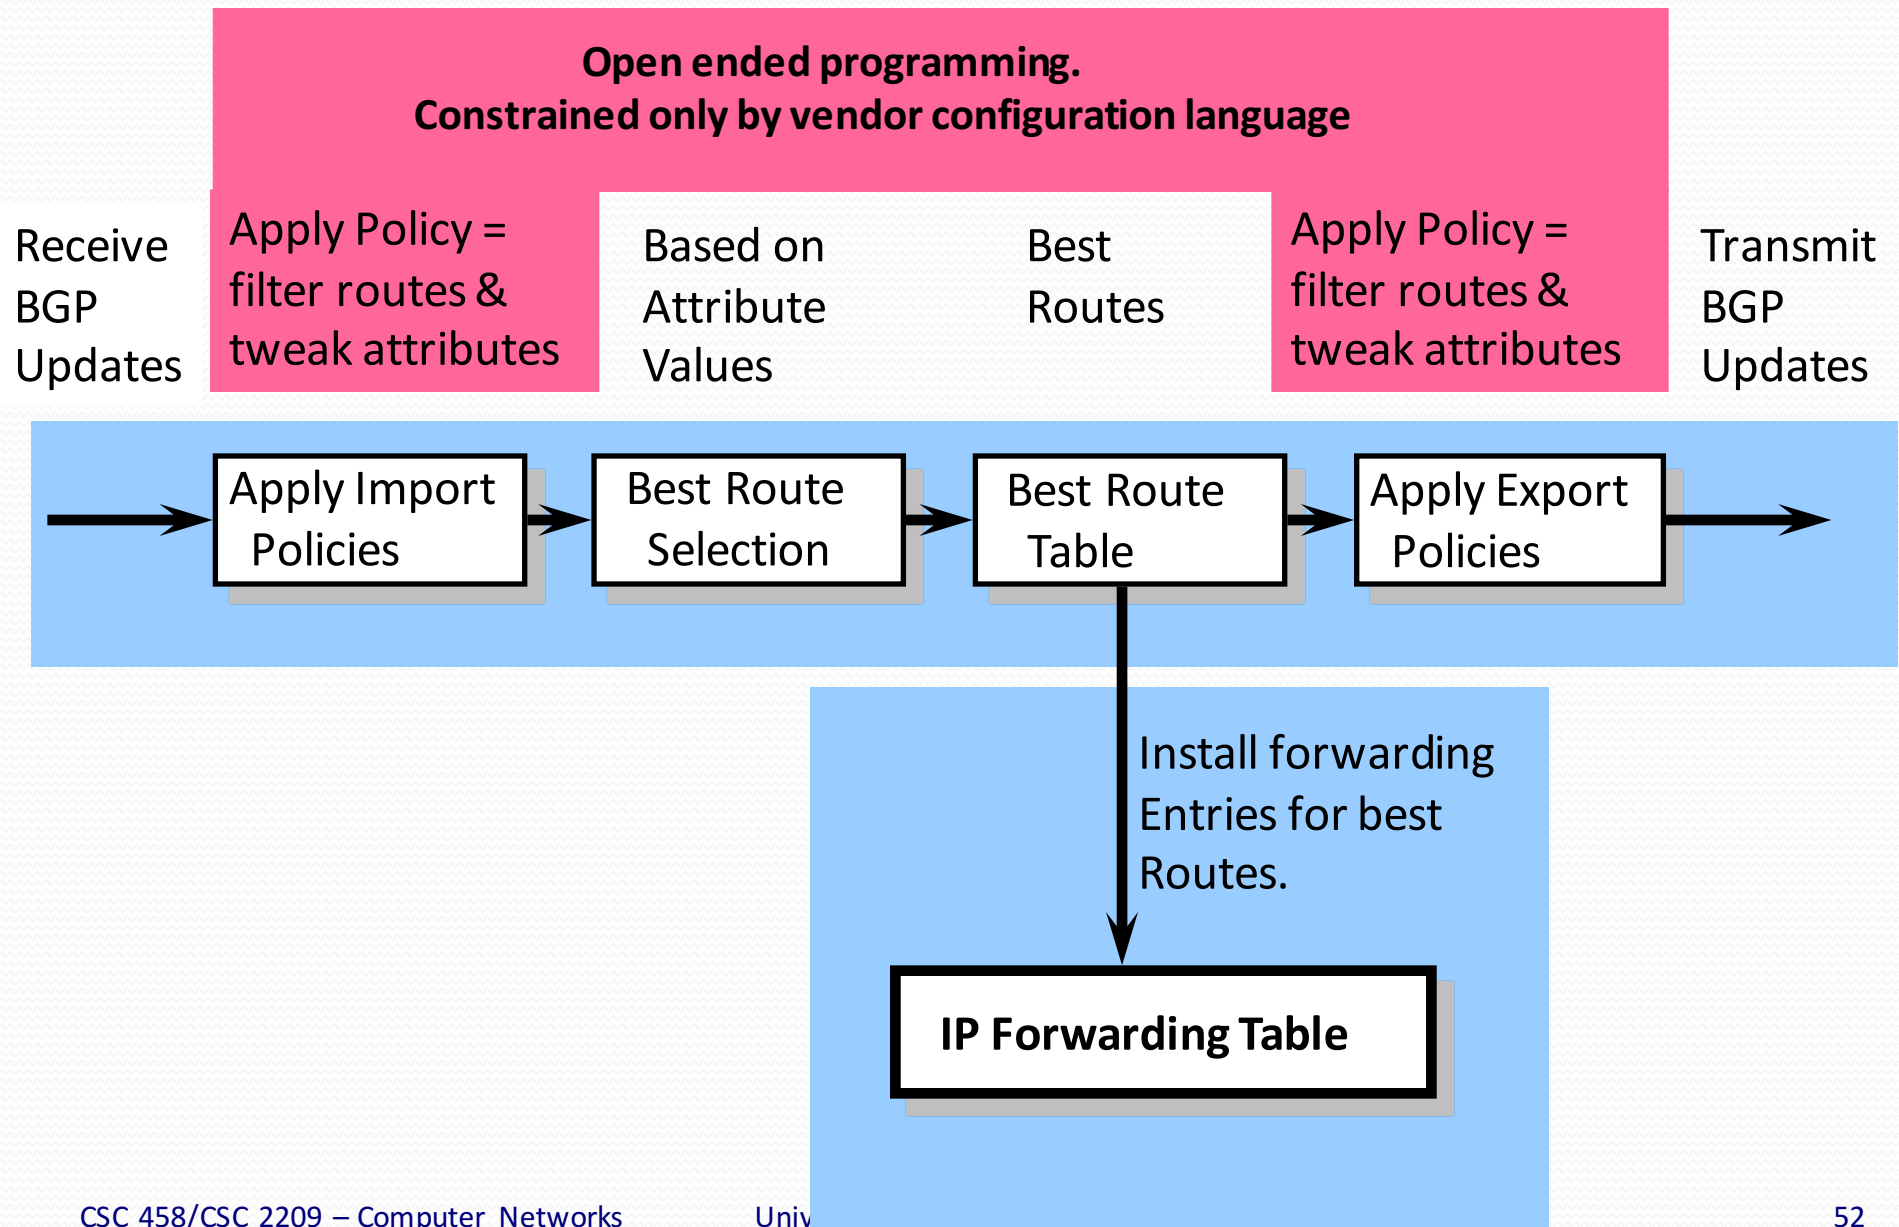 Open ended programming.
Constrained only by vendor configuration language
Receive
BGP
Updates
Apply Policy =
filter routes &
tweak attributes
Based on
Attribute
Values
Best
Routes
Apply Policy =
filter routes &
tweak attributes
Transmit
BGP
Updates
Apply Import
Policies
Best Route
Selection
Best Route
Table
Apply Export
Policies
Install forwarding
Entries for best
Routes.
IP Forwarding Table
CSC 458/CSC 2209 – Computer Networks
52